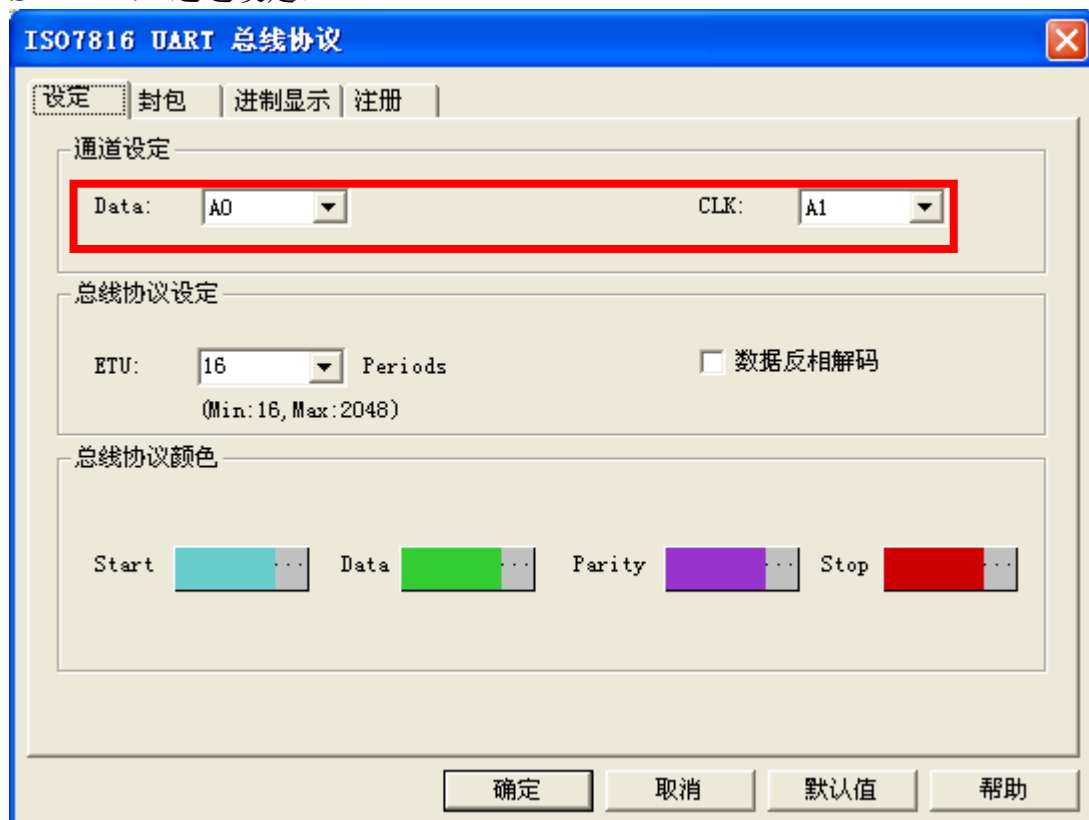 ISO7816 UART 总线协议
设定 封包 进制显示 注册
通道设定
Data: A0 CLK: A1
总线协议设定
ETU: 16 Periods 数据反相解码
(Min:16,Max:2048)
总线协议颜色
Start ... Data ... Parity ... Stop ...
确定 取消 默认值 帮助